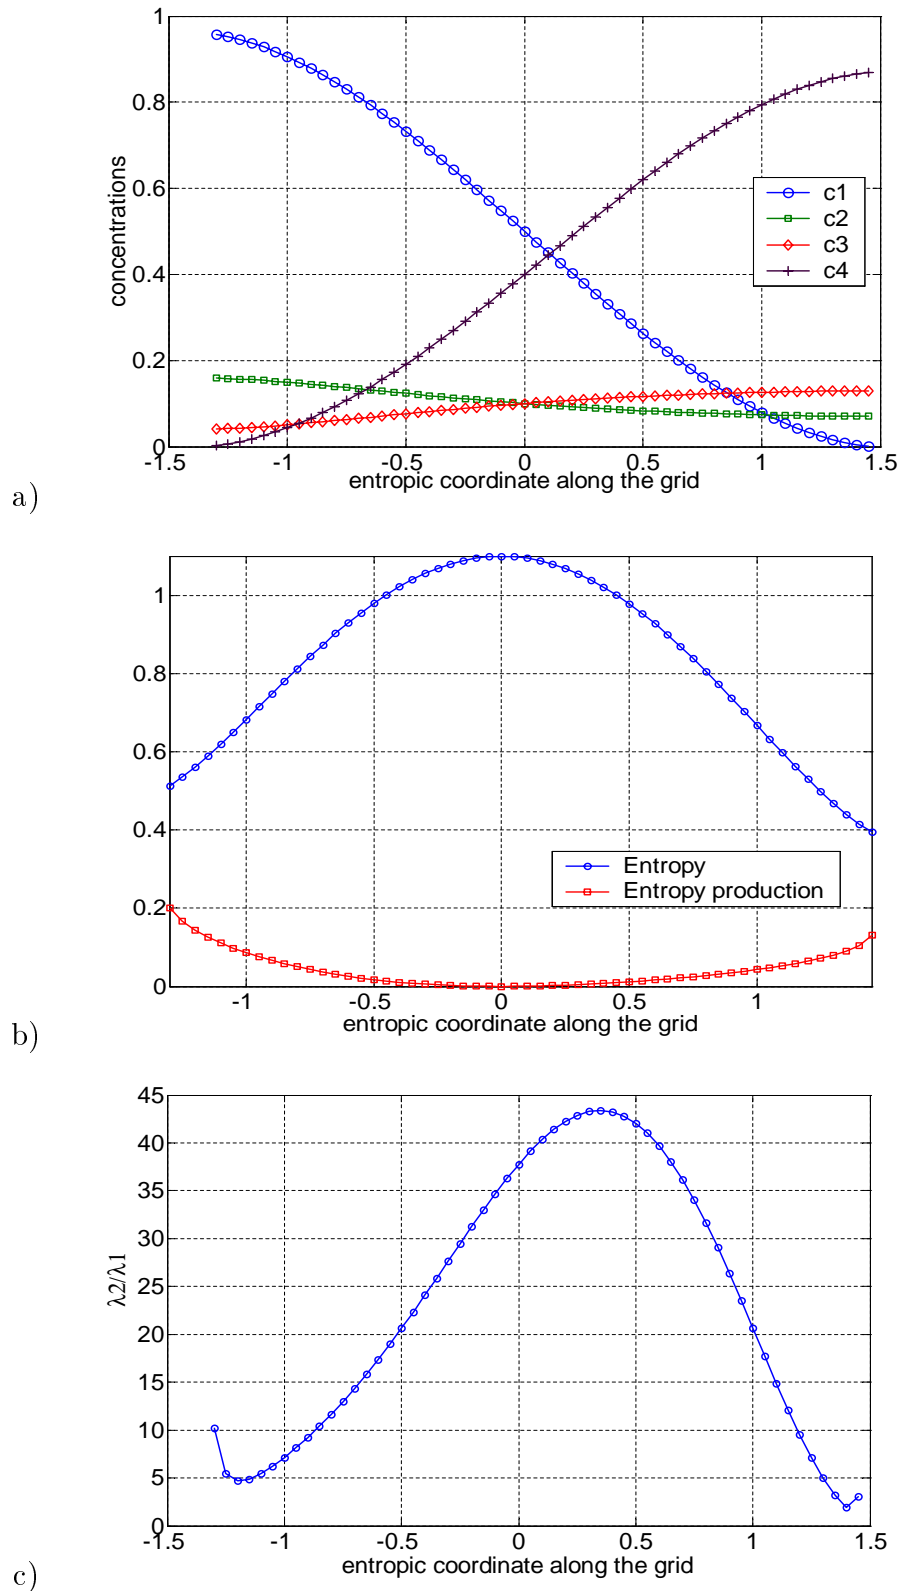 1
0.8
0.6
0.4
0.2
0
concentrations
c1
c2
c3
c4
-1.5
-1
-0.5
0
0.5
1
1.5
entropic coordinate along the grid
a)
1
0.8
0.6
0.4
0.2
0
Entropy
Entropy production
-1
-0.5
0
0.5
1
entropic coordinate along the grid
b)
45
40
35
30
25
20
15
10
5
0
λ2/λ1
-1.5
-1
-0.5
0
0.5
1
1.5
entropic coordinate along the grid
c)